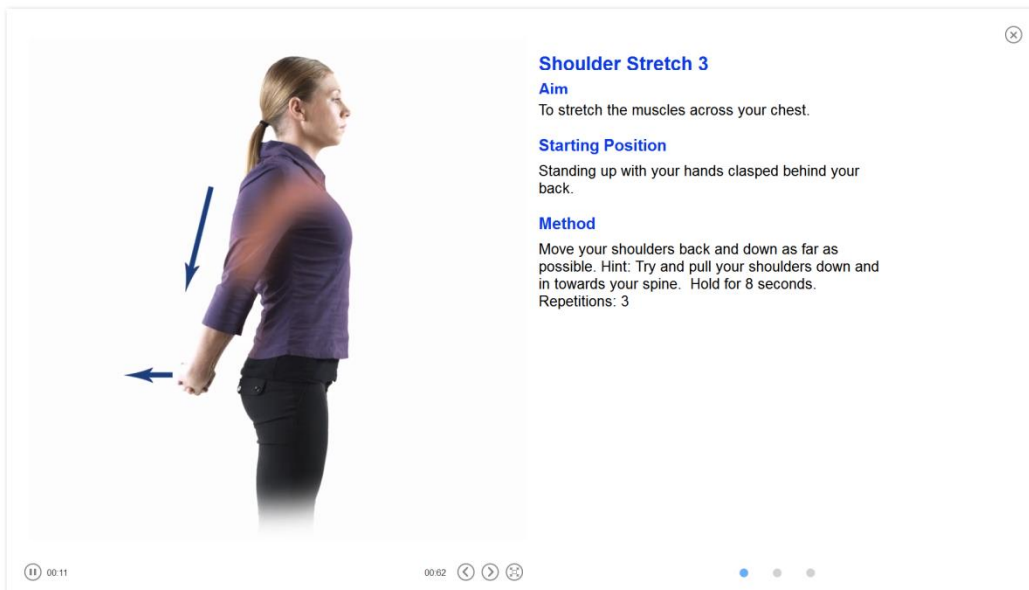 Shoulder Stretch 3
Aim
To stretch the muscles across your chest.
Starting Position
Standing up with your hands clasped behind your
back.
Method
Move your shoulders back and down as far as
possible. Hint: Try and pull your shoulders down and
in towards your spine.  Hold for 8 seconds.
Repetitions: 3
00:11
00:62